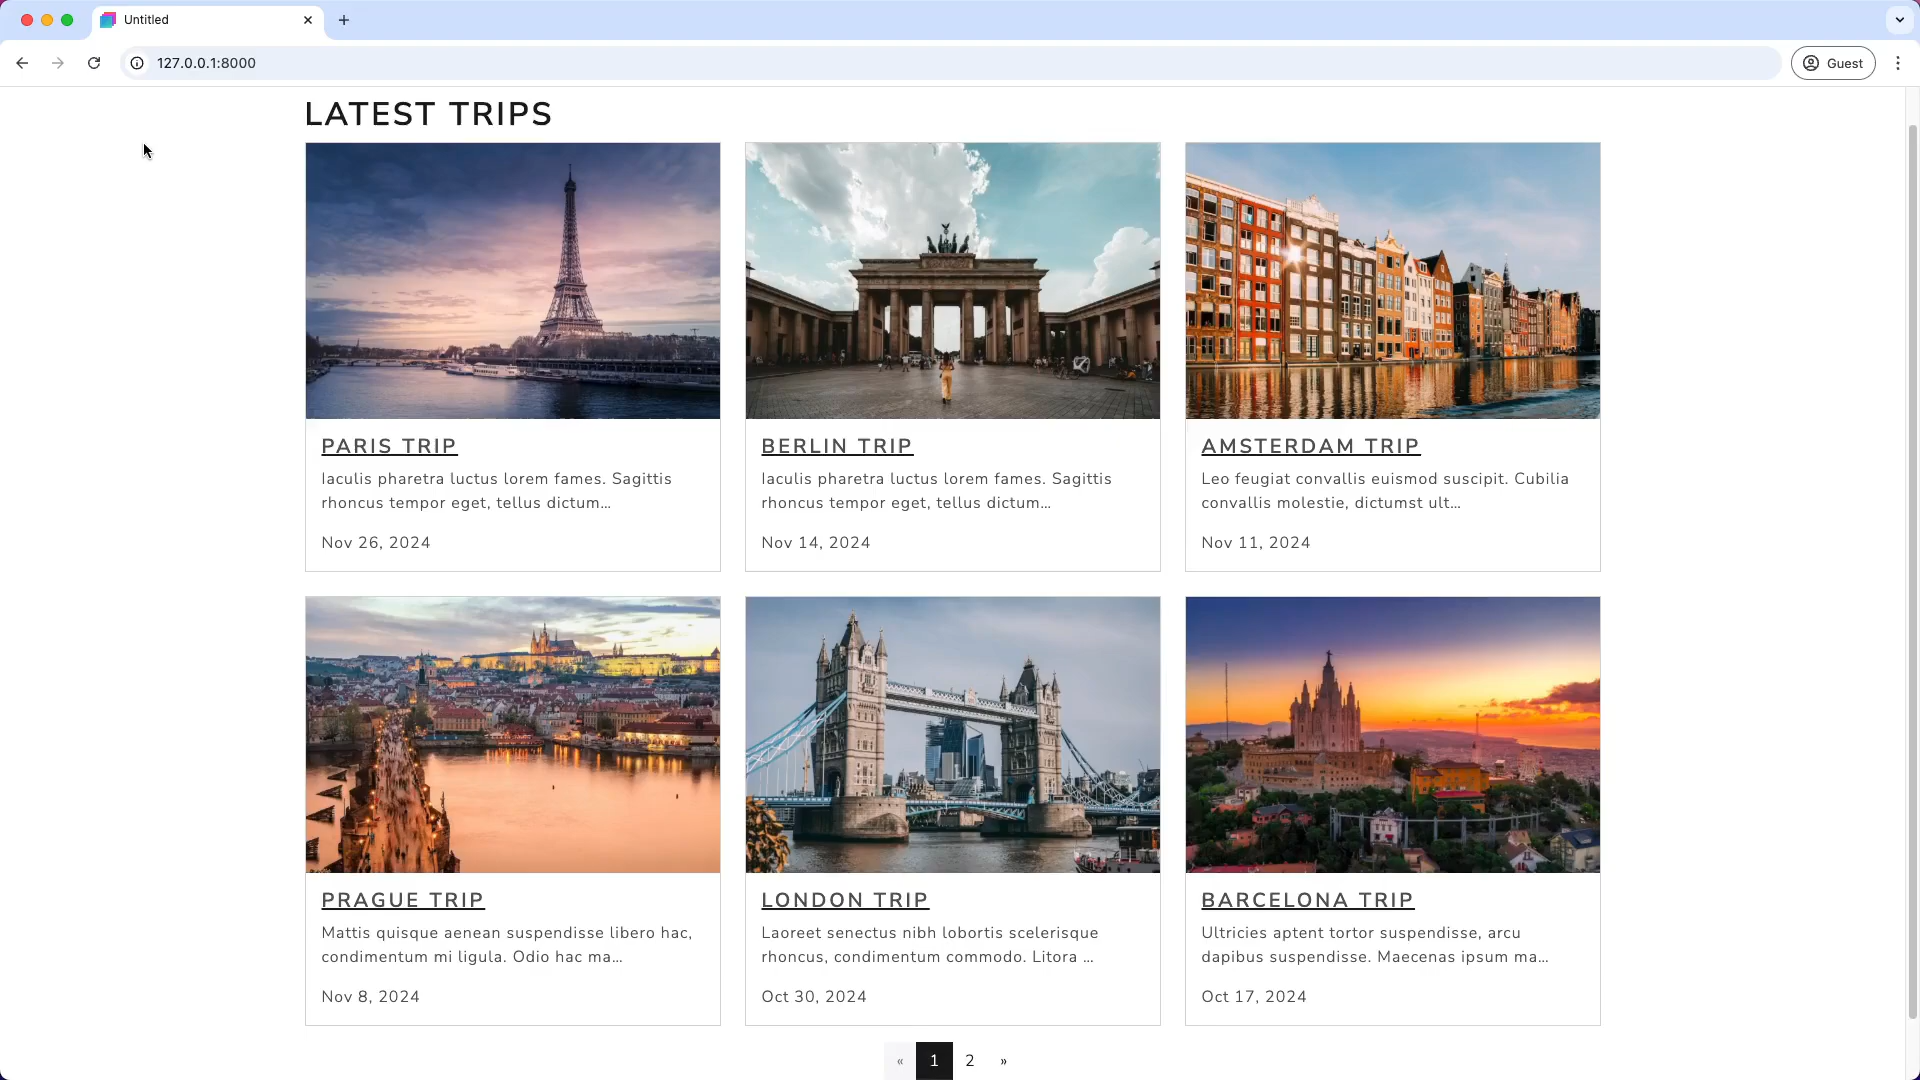 Untitled
127.0.0.1:8000
Guest
LATEST TRIPS
PARIS TRIP
Iaculis pharetra luctus lorem fames. Sagittis
rhoncus tempor eget, tellus dictum…
Nov 26, 2024
BERLIN TRIP
Iaculis pharetra luctus lorem fames. Sagittis
rhoncus tempor eget, tellus dictum…
Nov 14, 2024
AMSTERDAM TRIP
Leo feugiat convallis euismod suscipit. Cubilia
convallis molestie, dictumst ult…
Nov 11, 2024
PRAGUE TRIP
Mattis quisque aenean suspendisse libero hac,
condimentum mi ligula. Odio hac ma…
Nov 8, 2024
LONDON TRIP
Laoreet senectus nibh lobortis scelerisque
rhoncus, condimentum commodo. Litora …
Oct 30, 2024
BARCELONA TRIP
Ultricies aptent tortor suspendisse, arcu
dapibus suspendisse. Maecenas ipsum ma…
Oct 17, 2024
« 1 2 »